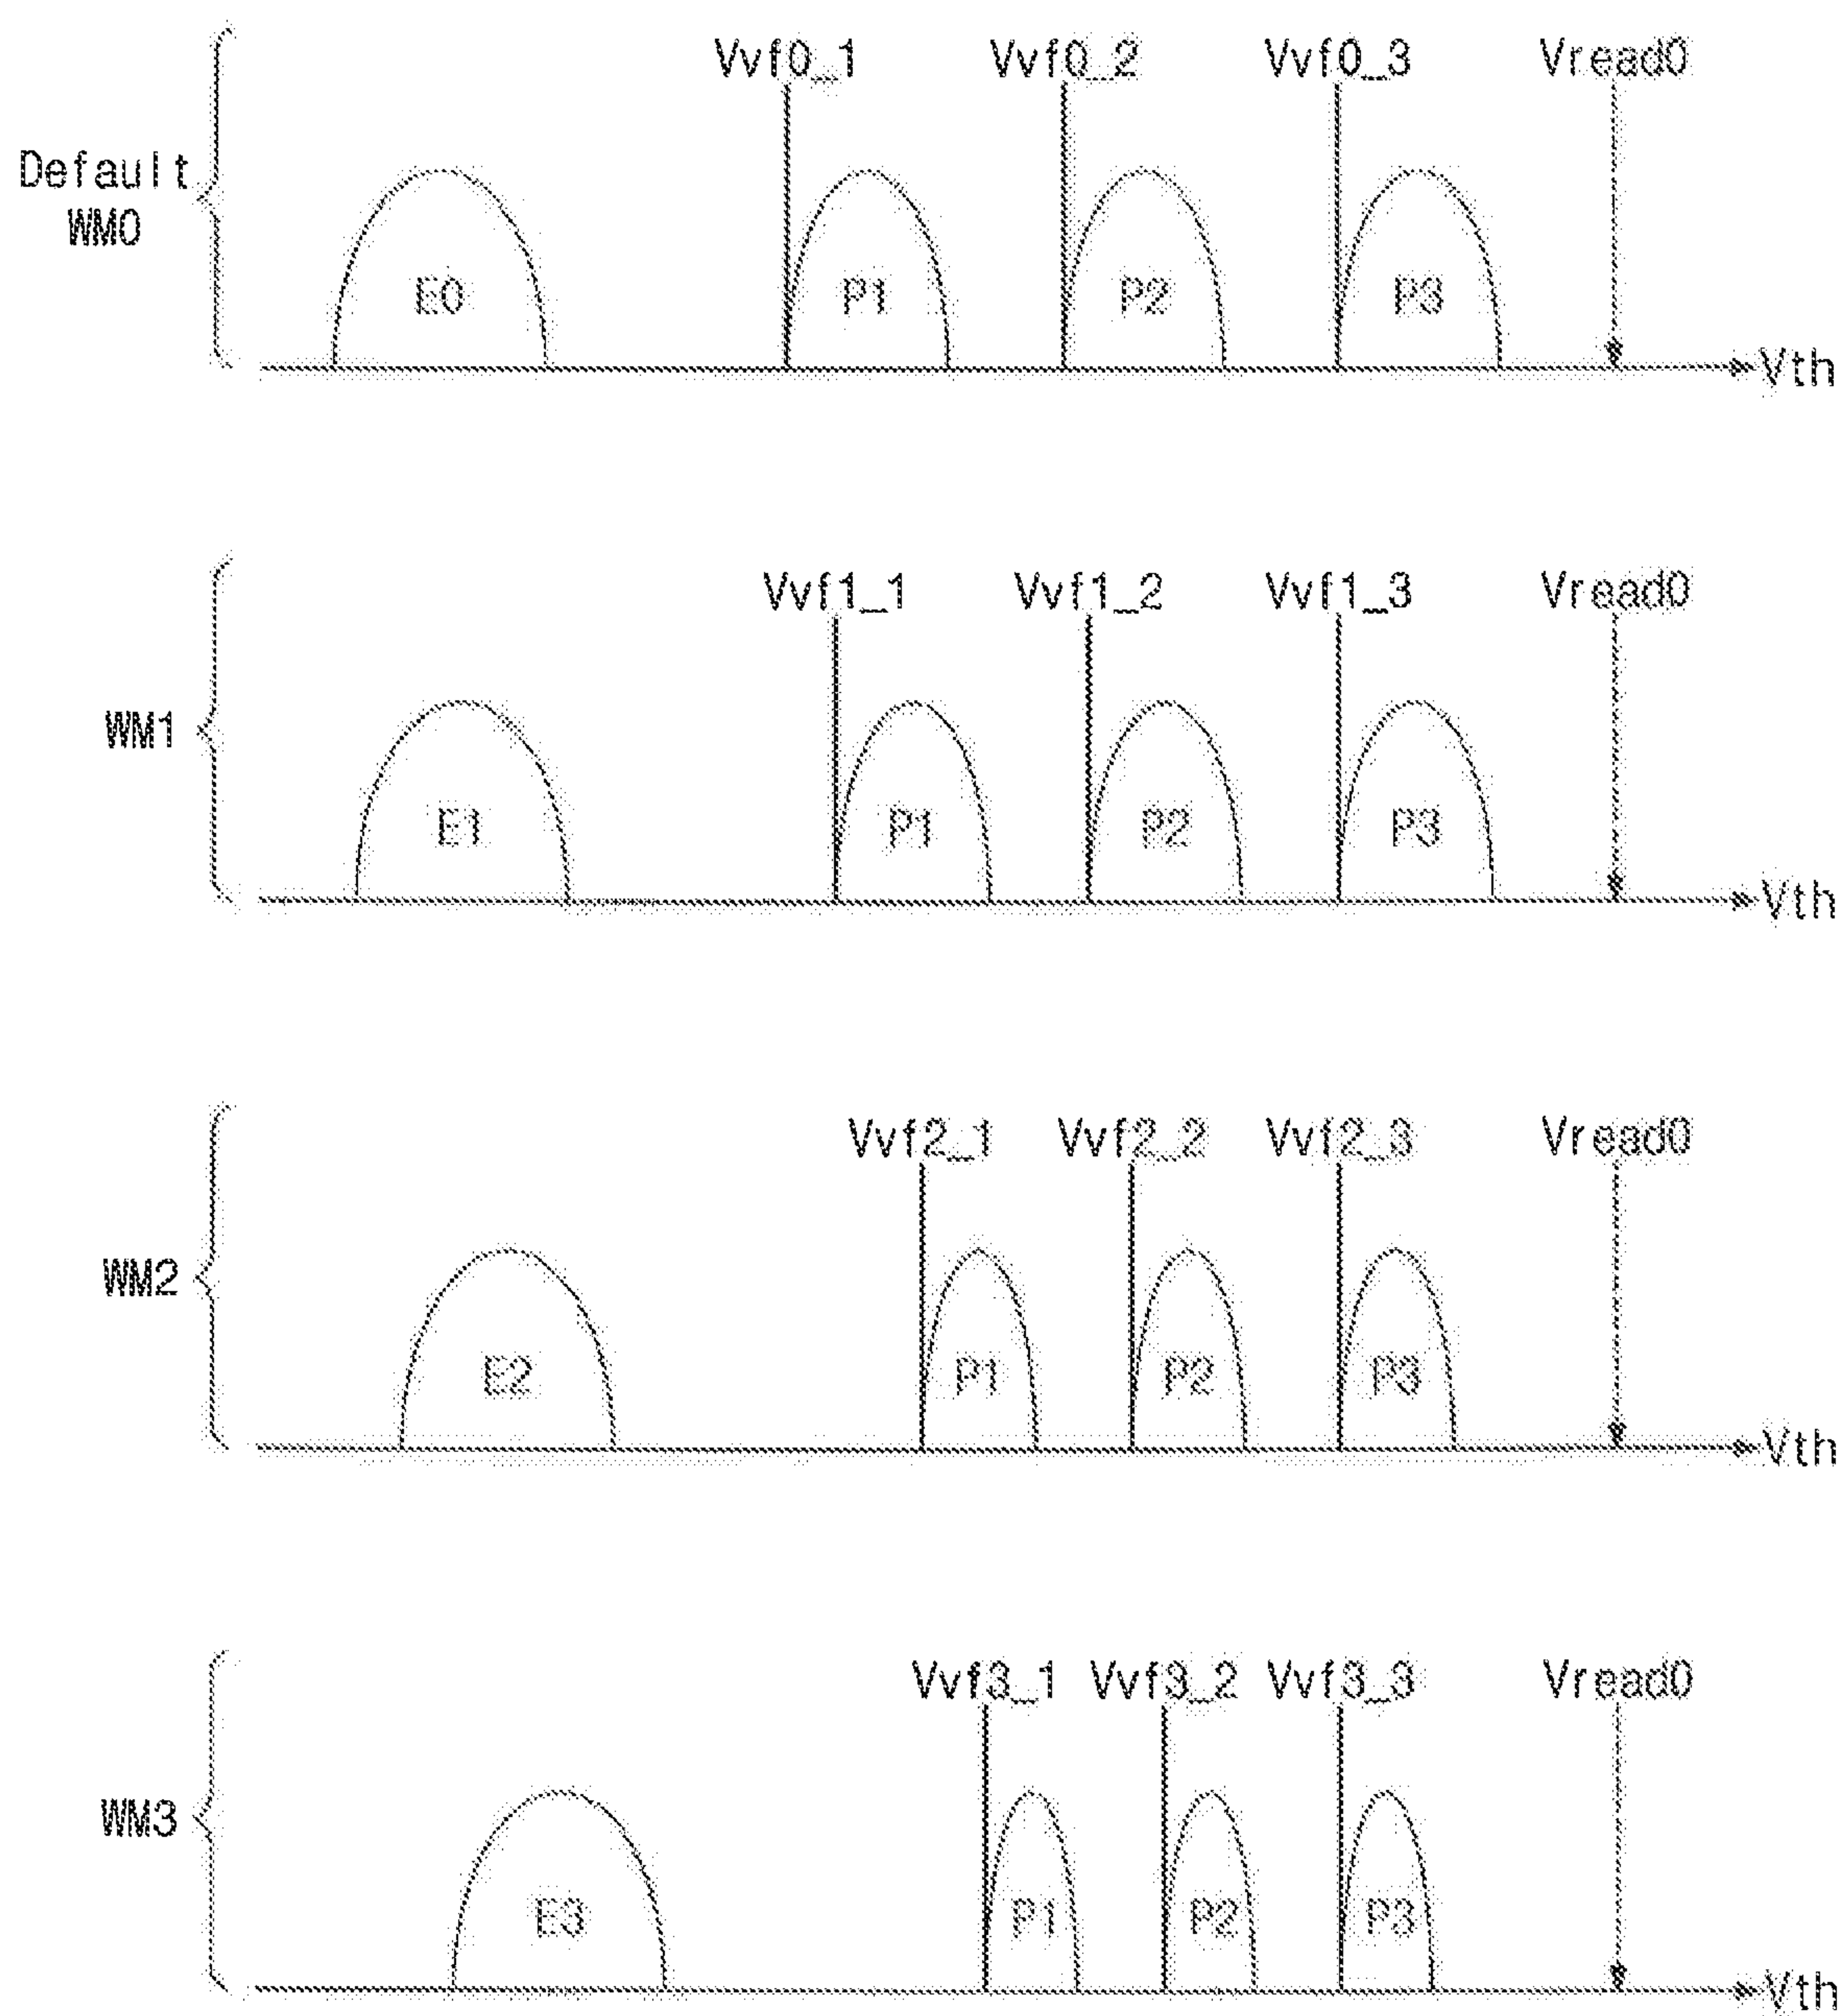 Vvf0_1 Vvf0_2 Vvf0_3 Vread0
Default
WM0
E0 P1 P2 P3
Vth
Vvf1_1 Vvf1_2 Vvf1_3 Vread0
WM1
E1 P1 P2 P3
Vth
Vvf2_1 Vvf2_2 Vvf2_3 Vread0
WM2
E2 P1 P2 P3
Vth
Vvf3_1 Vvf3_2 Vvf3_3 Vread0
WM3
E3 P1 P2 P3
Vth